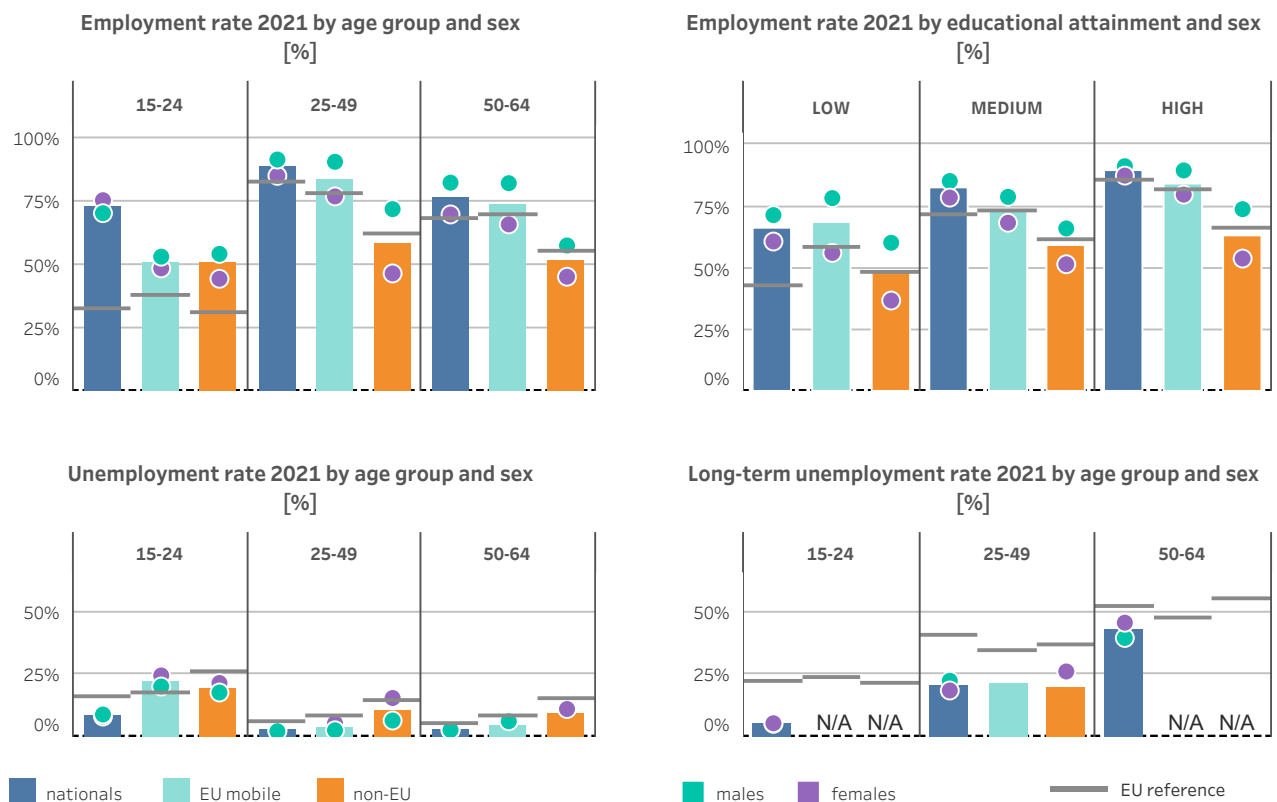 Employment rate 2021 by age group and sex
[%]
15-24 25-49 50-64
100%
75%
50%
25%
0%
Employment rate 2021 by educational attainment and sex
[%]
LOW MEDIUM HIGH
100%
75%
50%
25%
0%
Unemployment rate 2021 by age group and sex
[%]
15-24 25-49 50-64
50%
25%
0%
Long-term unemployment rate 2021 by age group and sex
[%]
15-24 25-49 50-64
50%
25%
0%
N/A N/A N/A N/A
nationals EU mobile non-EU males females EU reference